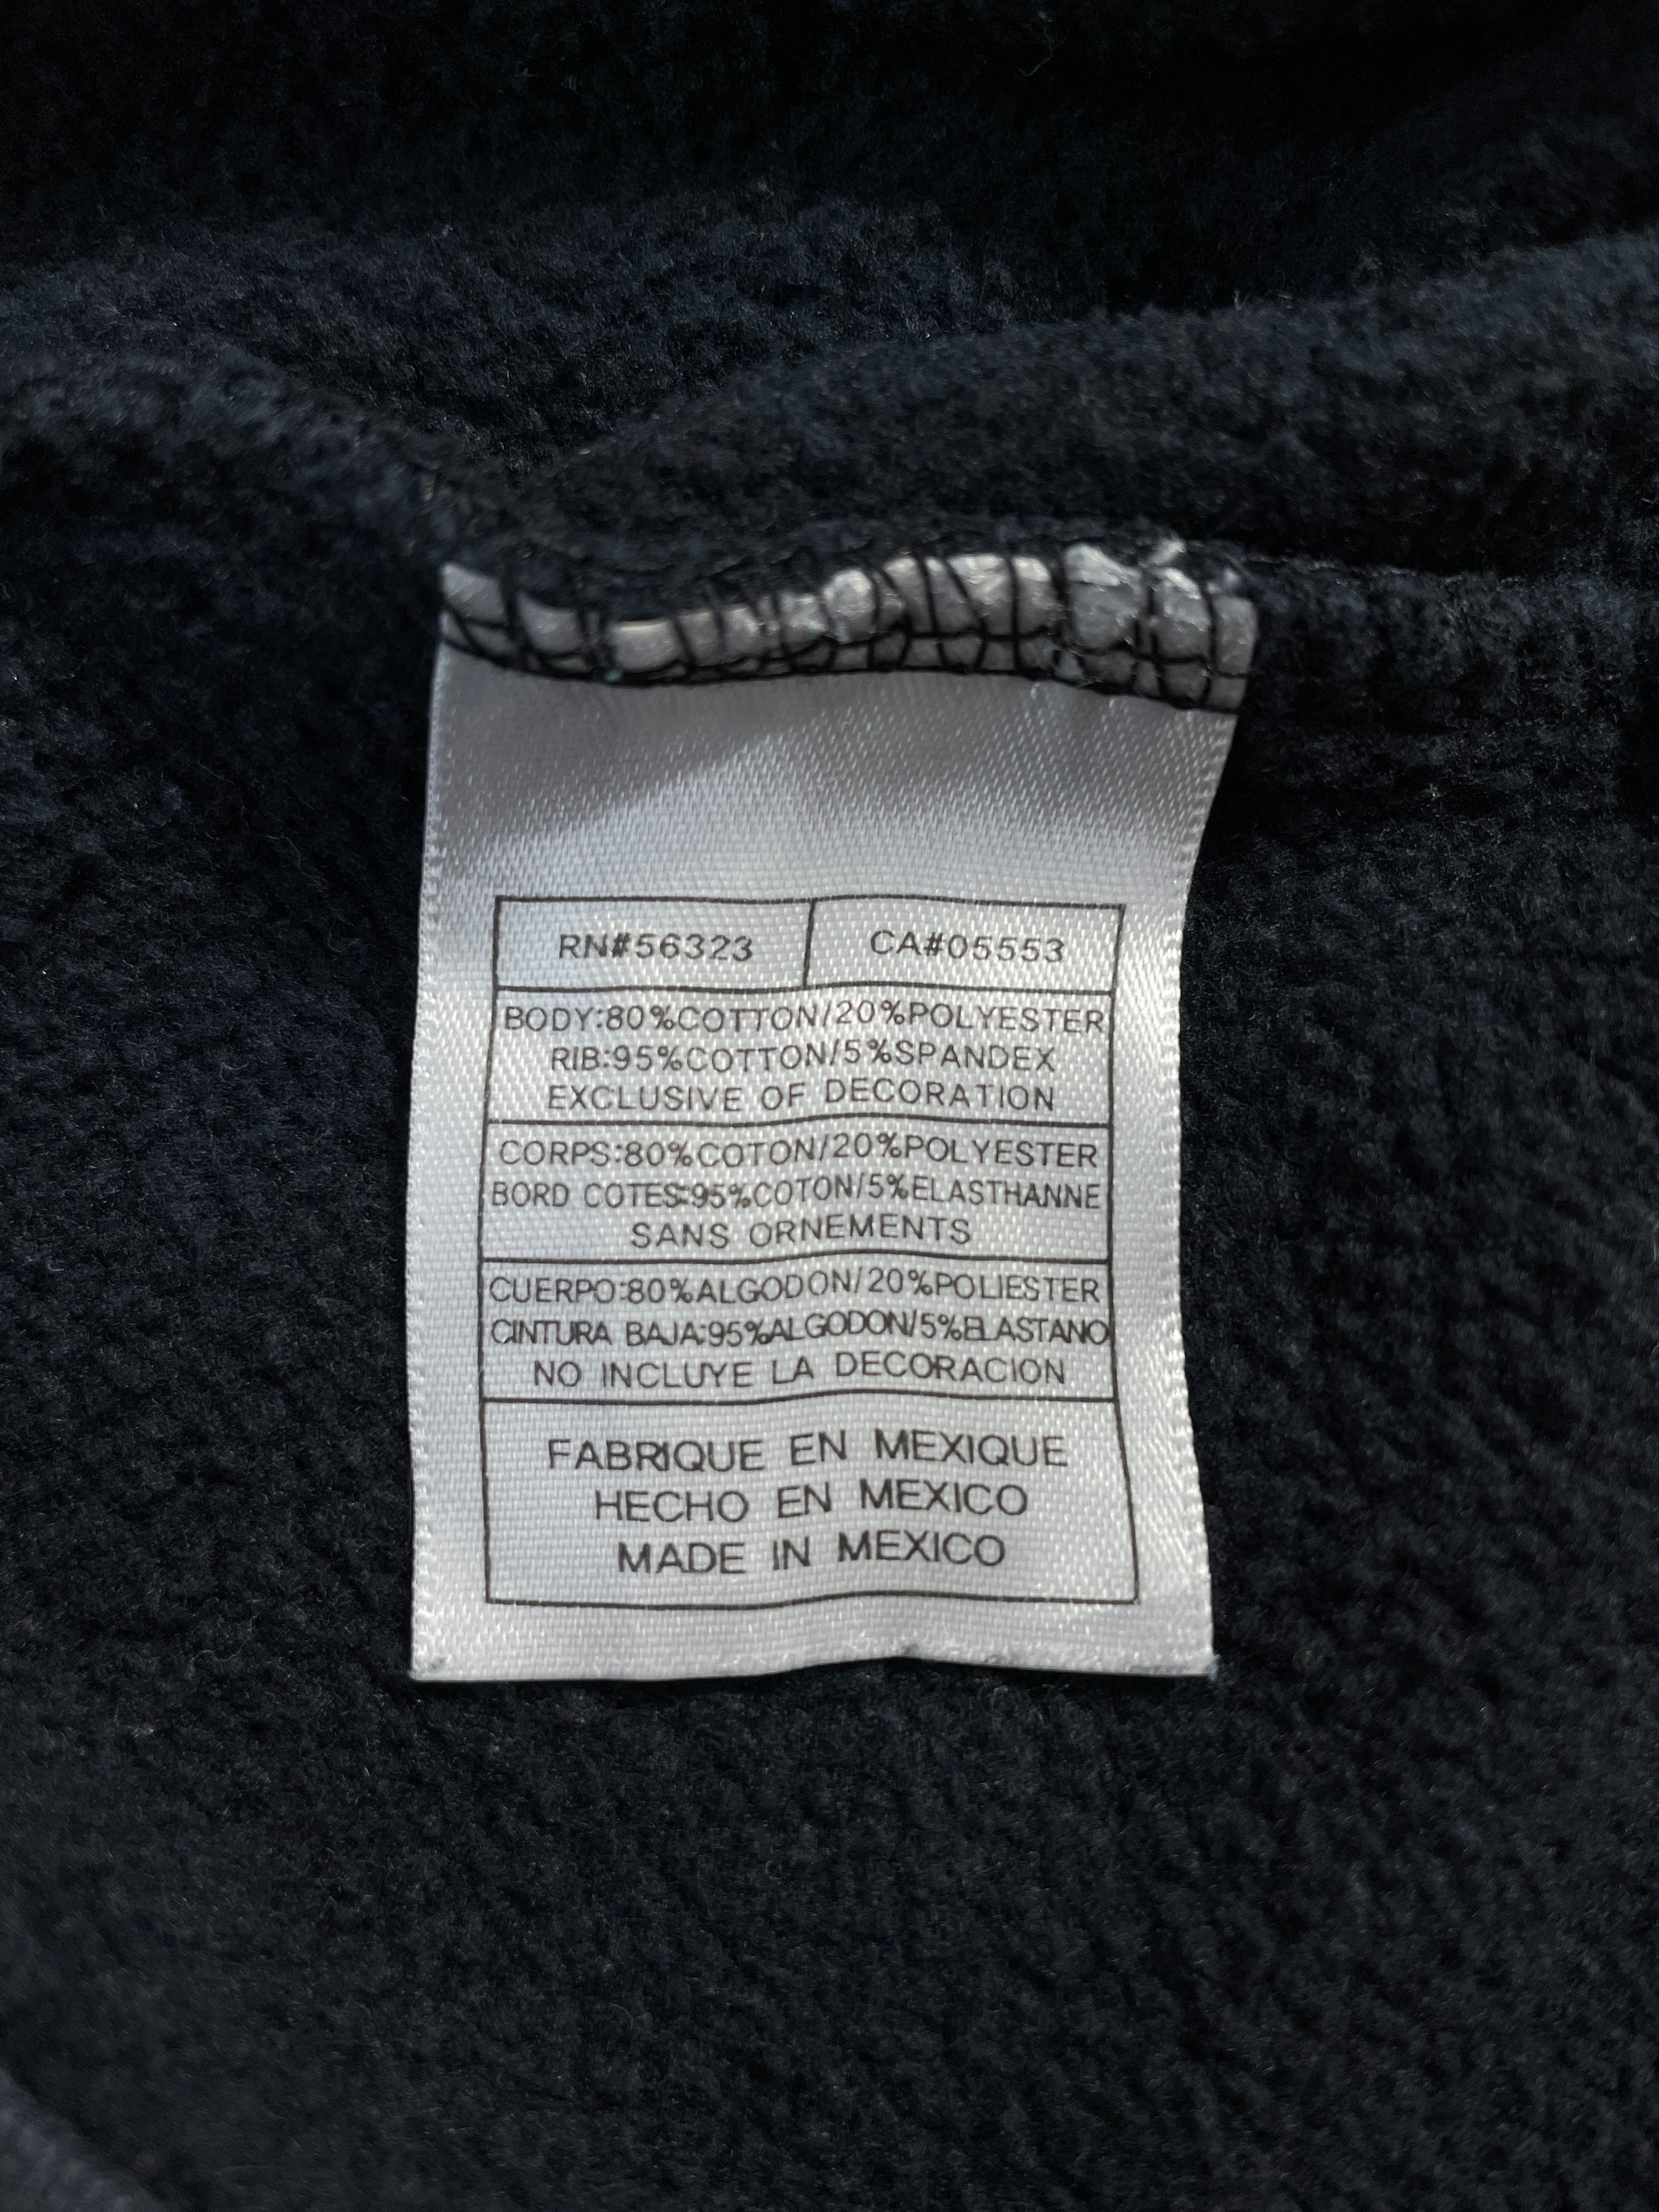 RN#56323 CA#05553
BODY:80%COTTON/20%POLYESTER
RIB:95%COTTON/5%SPANDEX
EXCLUSIVE OF DECORATION
CORPS:80%COTON/20%POLYESTER
BORD COTES:95%COTON/5%ELASTHANNE
SANS ORNEMENTS
CUERPO:80%ALGODON/20%POLIESTER
CINTURA BAJA:95%ALGODON/5%ELASTANO
NO INCLUYE LA DECORACION
FABRIQUE EN MEXIQUE
HECHO EN MEXICO
MADE IN MEXICO